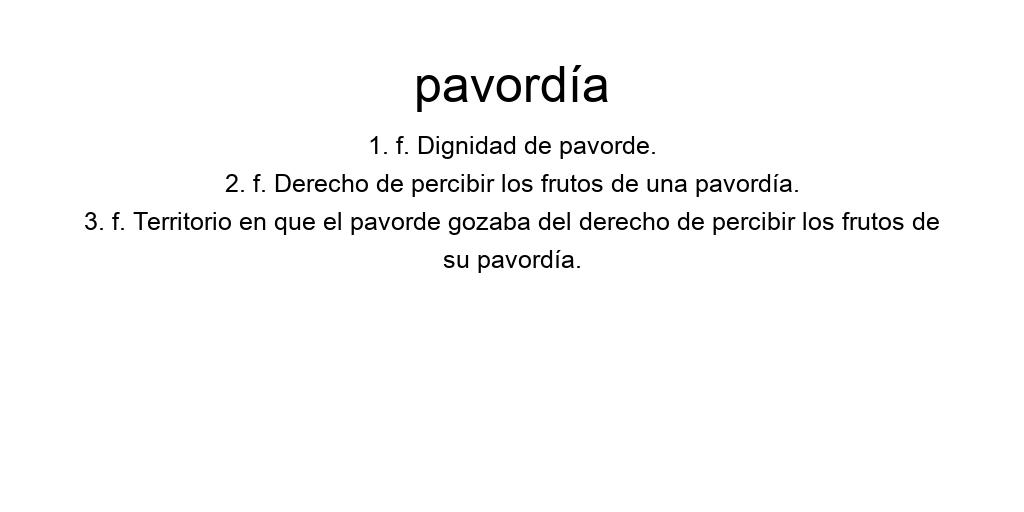 pavordía
1. f. Dignidad de pavorde.
2. f. Derecho de percibir los frutos de una pavordía.
3. f. Territorio en que el pavorde gozaba del derecho de percibir los frutos de
su pavordía.